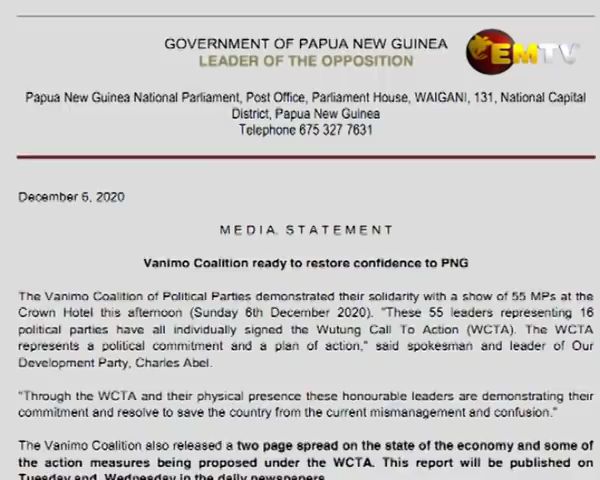 GOVERNMENT OF PAPUA NEW GUINEA
LEADER OF THE OPPOSITION
EMTV
Papua New Guinea National Parliament, Post Office, Parliament House, WAIGANI, 131, National Capital
District, Papua New Guinea
Telephone 675 327 7631
December 6, 2020
MEDIA STATEMENT
Vanimo Coalition ready to restore confidence to PNG
The Vanimo Coalition of Political Parties demonstrated their solidarity with a show of 55 MPs at the
Crown Hotel this afternoon (Sunday 6th December 2020). "These 55 leaders representing 16
political parties have all individually signed the Wutung Call To Action (WCTA). The WCTA
represents a political commitment and a plan of action," said spokesman and leader of Our
Development Party, Charles Abel.
"Through the WCTA and their physical presence these honourable leaders are demonstrating their
commitment and resolve to save the country from the current mismanagement and confusion."
The Vanimo Coalition also released a two page spread on the state of the economy and some of
the action measures being proposed under the WCTA. This report will be published on
Tuesday and Wednesday in the daily newspapers